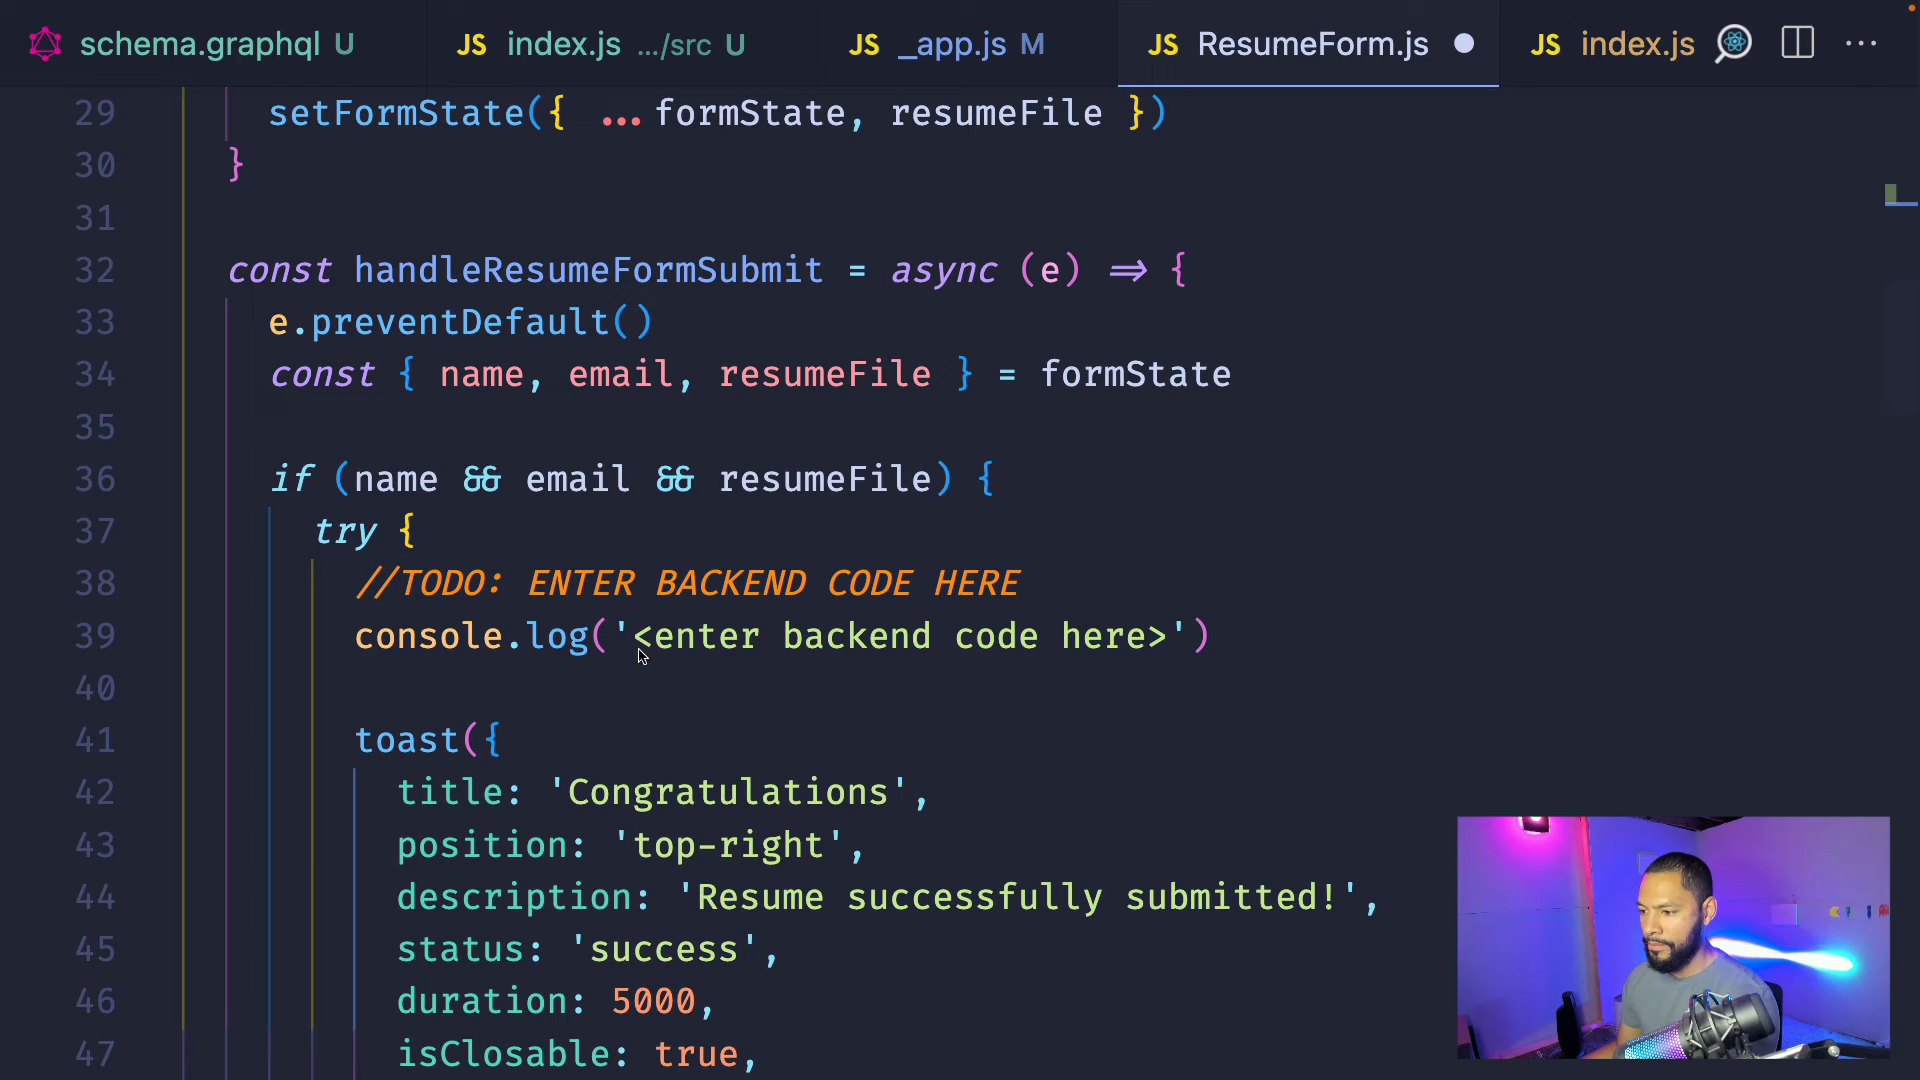 schema.graphql U JS index.js .../src U JS _app.js M JS ResumeForm.js JS index.js
29 setFormState({ ...formState, resumeFile })
30 }
31
32 const handleResumeFormSubmit = async (e) => {
33 e.preventDefault()
34 const { name, email, resumeFile } = formState
35
36 if (name && email && resumeFile) {
37 try {
38 //TODO: ENTER BACKEND CODE HERE
39 console.log('<enter backend code here>')
40
41 toast({
42 title: 'Congratulations',
43 position: 'top-right',
44 description: 'Resume successfully submitted!',
45 status: 'success',
46 duration: 5000,
47 isClosable: true,